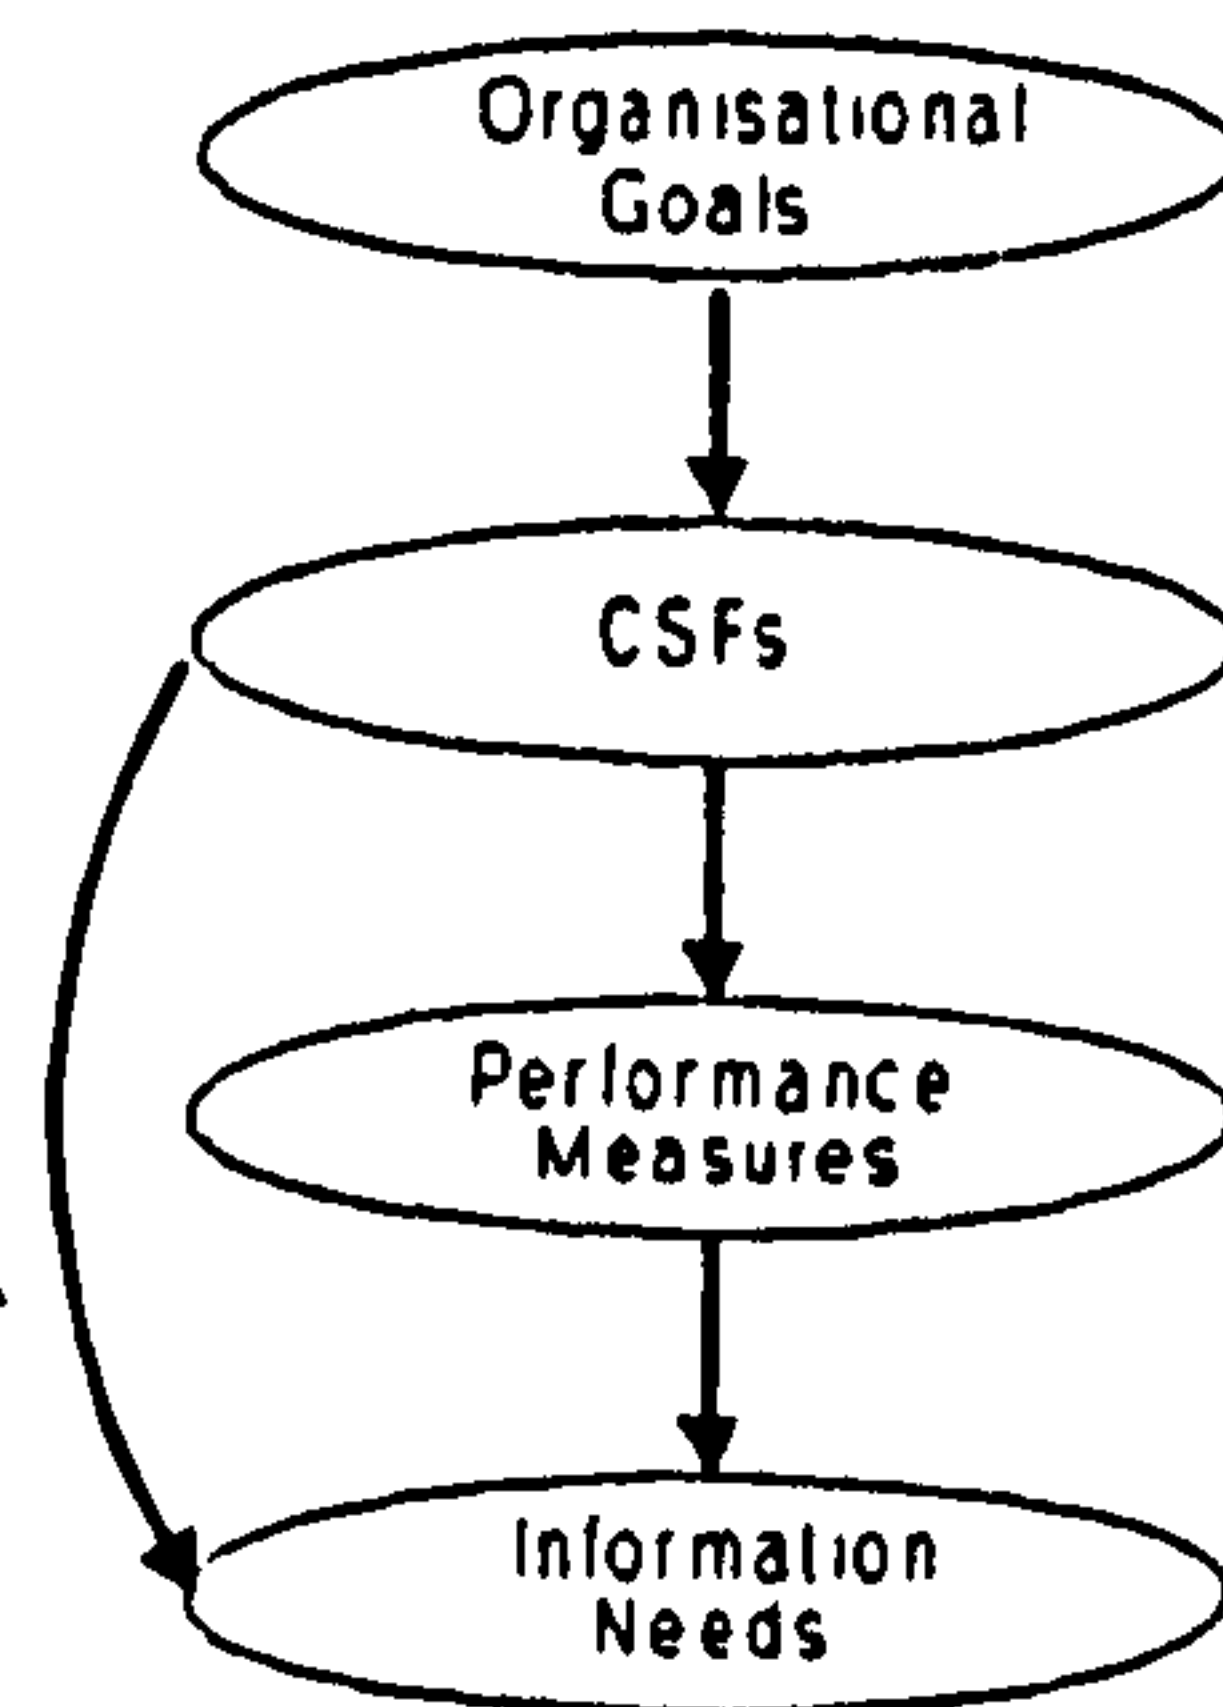 Organisational
Goals
CSFs
Performance
Measures
Information
Needs